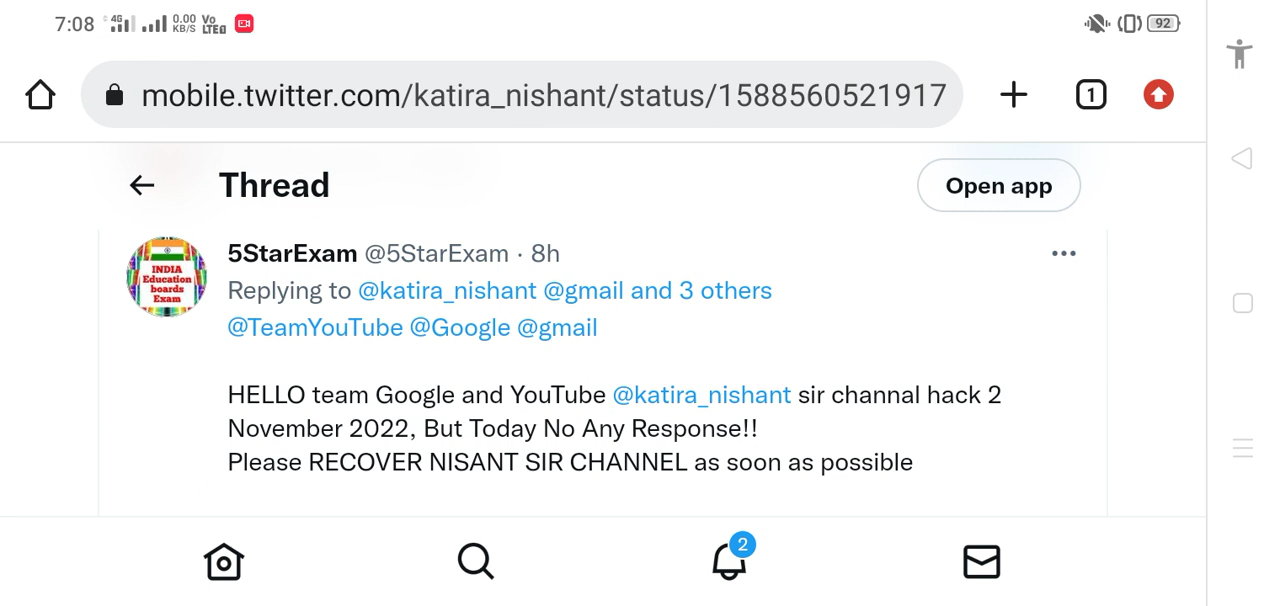 7:08 4G 0.00 KB/S Vo LTE 92
mobile.twitter.com/katira_nishant/status/1588560521917
1
Thread
Open app
5StarExam @5StarExam · 8h
INDIA
Education
boards
Exam
Replying to @katira_nishant @gmail and 3 others
@TeamYouTube @Google @gmail
HELLO team Google and YouTube @katira_nishant sir channal hack 2
November 2022, But Today No Any Response!!
Please RECOVER NISANT SIR CHANNEL as soon as possible
2